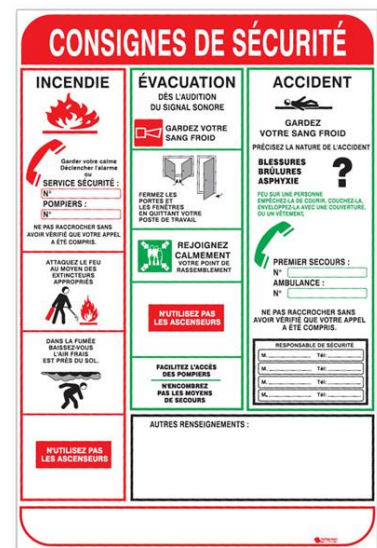 CONSIGNES DE SÉCURITÉ
INCENDIE
Garder votre calme
Déclencher l'alarme
ou
SERVICE SÉCURITÉ :
N°
POMPIERS :
N°
NE PAS RACCROCHER SANS
AVOIR VÉRIFIÉ QUE VOTRE APPEL
A ÉTÉ COMPRIS.
ATTAQUEZ LE FEU
AU MOYEN DES
EXTINCTEURS
APPROPRIÉS
DANS LA FUMÉE
BAISSEZ-VOUS
L'AIR FRAIS
EST PRÈS DU SOL.
N'UTILISEZ PAS
LES ASCENSEURS
ÉVACUATION
DÈS L'AUDITION
DU SIGNAL SONORE
GARDEZ VOTRE
SANG FROID
FERMEZ LES
PORTES ET
LES FENÊTRES
EN QUITTANT VOTRE
POSTE DE TRAVAIL
REJOIGNEZ
CALMEMENT
VOTRE POINT DE
RASSEMBLEMENT
N'UTILISEZ PAS
LES ASCENSEURS
FACILITEZ L'ACCÈS
DES POMPIERS
N'ENCOMBREZ
PAS LES MOYENS
DE SECOURS
ACCIDENT
GARDEZ
VOTRE SANG FROID
PRÉCISEZ LA NATURE DE L'ACCIDENT
BLESSURES
BRÛLURES
ASPHYXIE
?
FEU SUR UNE PERSONNE
EMPÊCHEZ-LA DE COURIR, COUCHEZ-LA,
ENVELOPPEZ-LA AVEC UNE COUVERTURE,
OU UN VÊTEMENT,
PREMIER SECOURS :
N°
AMBULANCE :
N°
NE PAS RACCROCHER SANS
AVOIR VÉRIFIÉ QUE VOTRE APPEL
A ÉTÉ COMPRIS.
RESPONSABLE DE SÉCURITÉ
M. Tél:
M. Tél:
M. Tél:
M. Tél:
AUTRES RENSEIGNEMENTS :